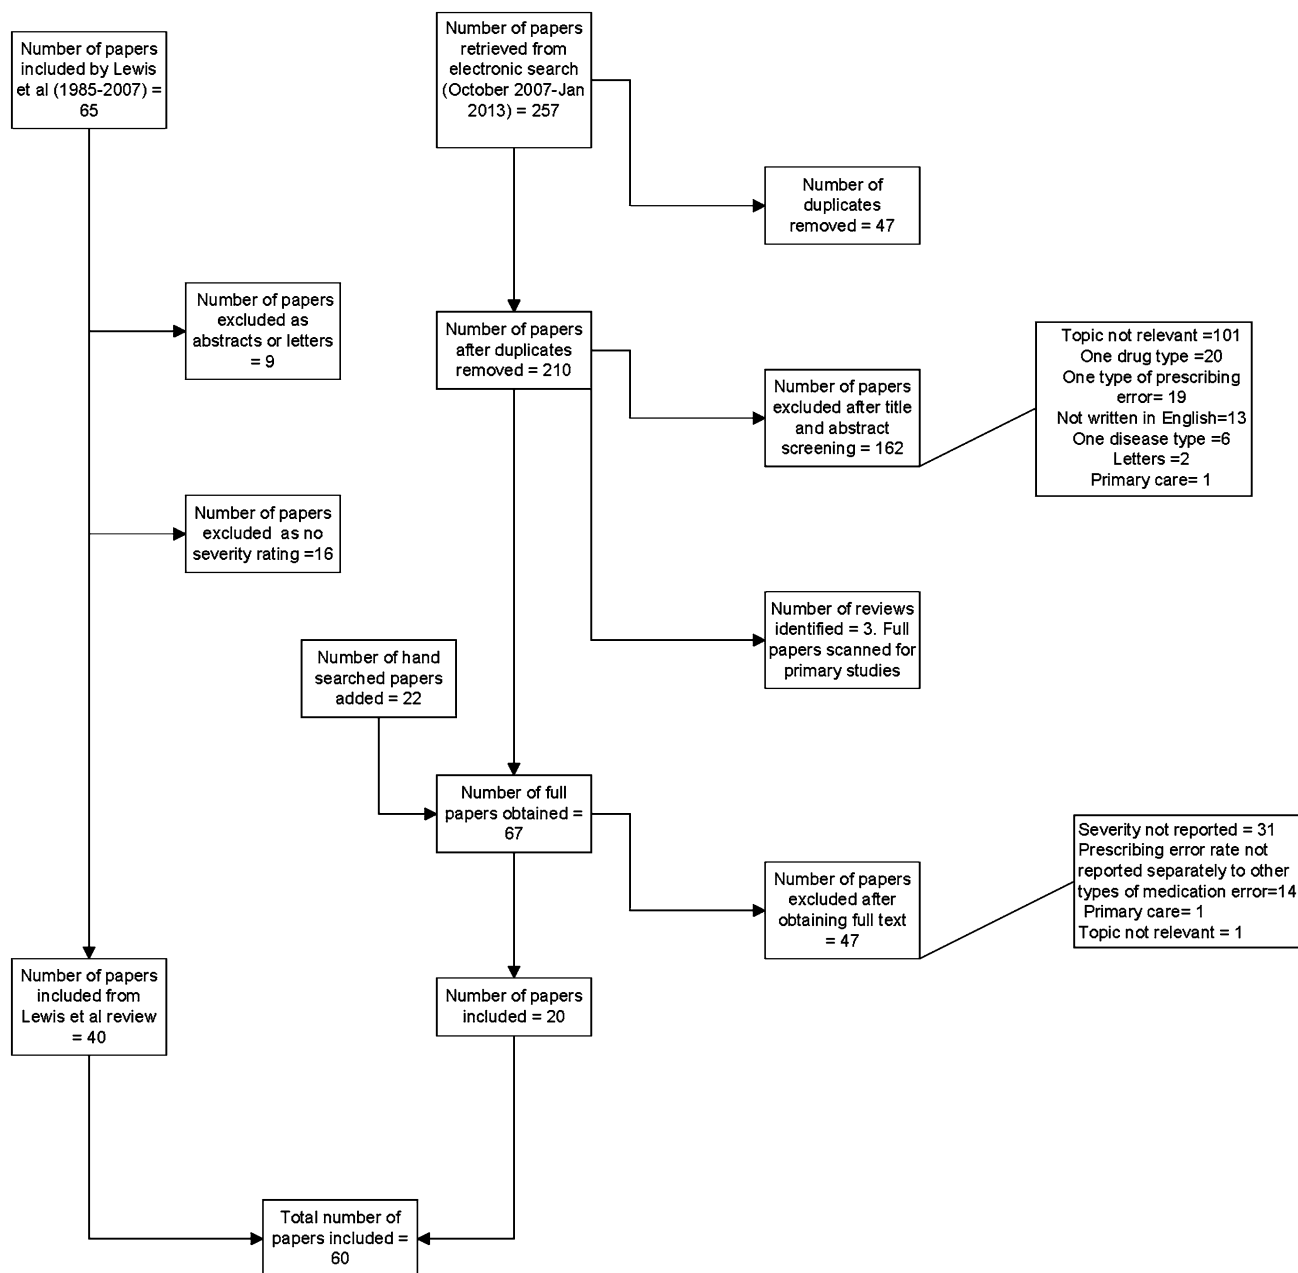 Number of papers
included by Lewis
et al (1985-2007) =
65
Number of papers
retrieved from
electronic search
(October 2007-Jan
2013) = 257
Number of
duplicates
removed = 47
Number of papers
excluded as
abstracts or letters
= 9
Number of papers
after duplicates
removed = 210
Number of papers
excluded after title
and abstract
screening = 162
Topic not relevant =101
One drug type =20
One type of prescribing
error= 19
Not written in English=13
One disease type =6
Letters =2
Primary care= 1
Number of papers
excluded as no
severity rating =16
Number of reviews
identified = 3. Full
papers scanned for
primary studies
Number of hand
searched papers
added = 22
Number of full
papers obtained =
67
Number of papers
excluded after
obtaining full text
= 47
Severity not reported = 31
Prescribing error rate not
reported separately to other
types of medication error=14
Primary care= 1
Topic not relevant = 1
Number of papers
included from
Lewis et al review
= 40
Number of papers
included = 20
Total number of
papers included =
60